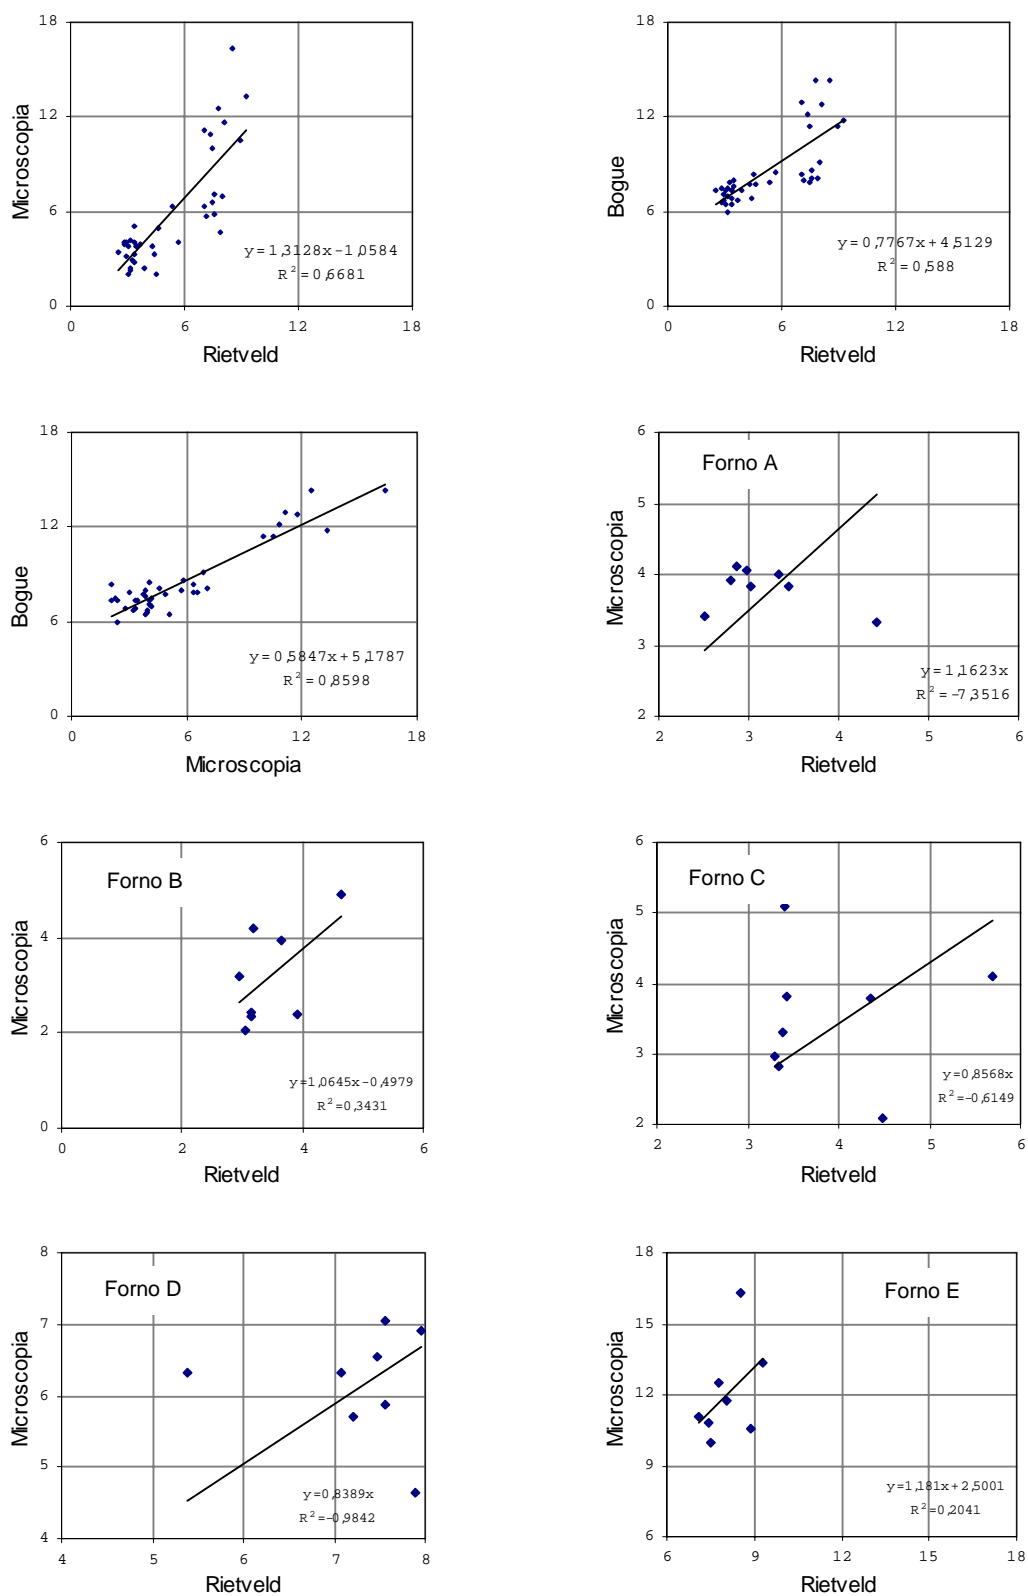 18
12
6
0
Microscopia
y=1,3128x-1,0584
R²=0,6681
0 6 12 18
Rietveld
18
12
6
0
Bogue
y=0,7767x+4,5129
R²=0,588
0 6 12 18
Rietveld
18
12
6
0
Bogue
y=0,5847x+5,1787
R²=0,8598
0 6 12 18
Microscopia
6
5
4
3
2
Microscopia
Forno A
y=1,1623x
R²=-7,3516
2 3 4 5 6
Rietveld
6
4
2
0
Microscopia
Forno B
y=1,0645x-0,4979
R²=0,3431
0 2 4 6
Rietveld
6
5
4
3
2
Microscopia
Forno C
y=0,8568x
R²=-0,6149
2 3 4 5 6
Rietveld
8
7
6
5
4
Microscopia
Forno D
y=0,8389x
R²=-0,9842
4 5 6 7 8
Rietveld
18
15
12
9
6
Microscopia
Forno E
y=1,181x+2,5001
R²=0,2041
6 9 12 15 18
Rietveld